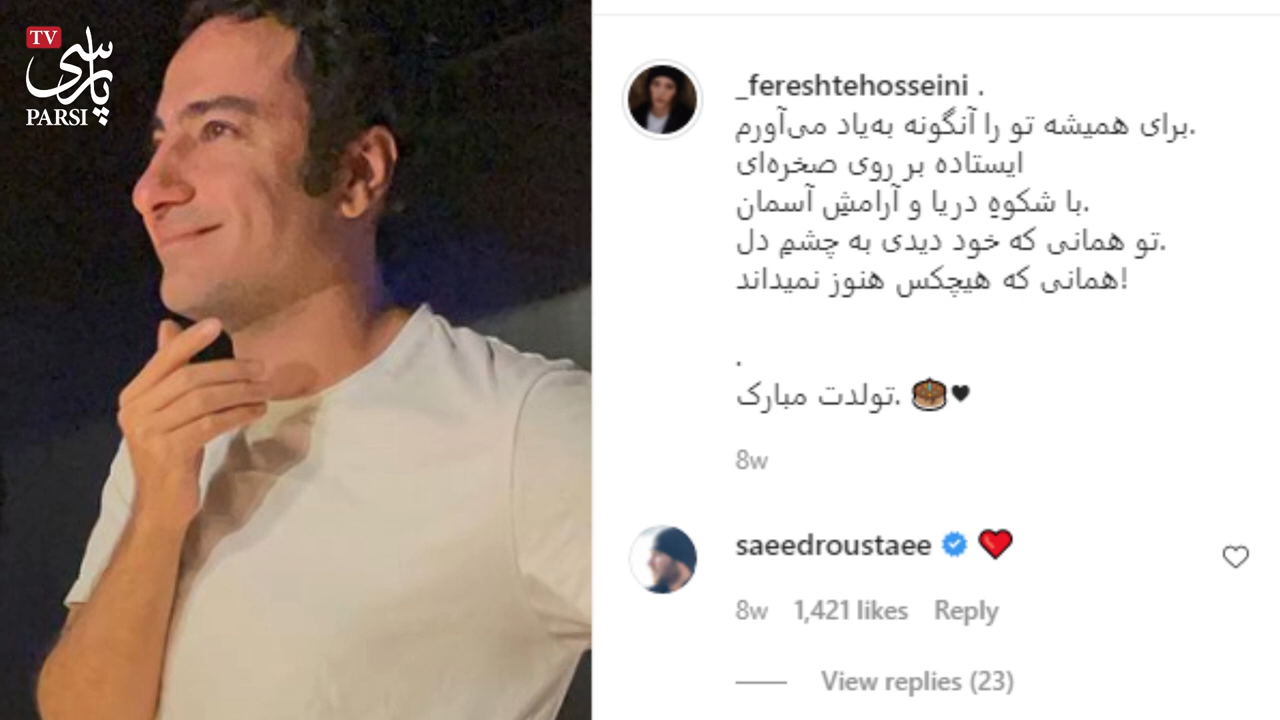 TV
پارسی
PARSI
_fereshtehosseini .
برای همیشه تو را آنگونه به‌یاد می‌آورم.
ایستاده بر روی صخره‌ای
با شکوهِ دریا و آرامشِ آسمان.
تو همانی که خود دیدی به چشمِ دل.
همانی که هیچکس هنوز نمیداند!
.
تولدت مبارک. 🎂🖤
8w
saeedroustaee ❤️
8w 1,421 likes Reply
View replies (23)